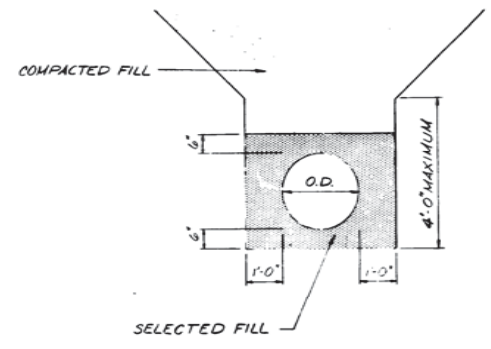 COMPACTED FILL
6"
O.D.
4'-0" MAXIMUM
6"
1'-0"
1'-0"
SELECTED FILL